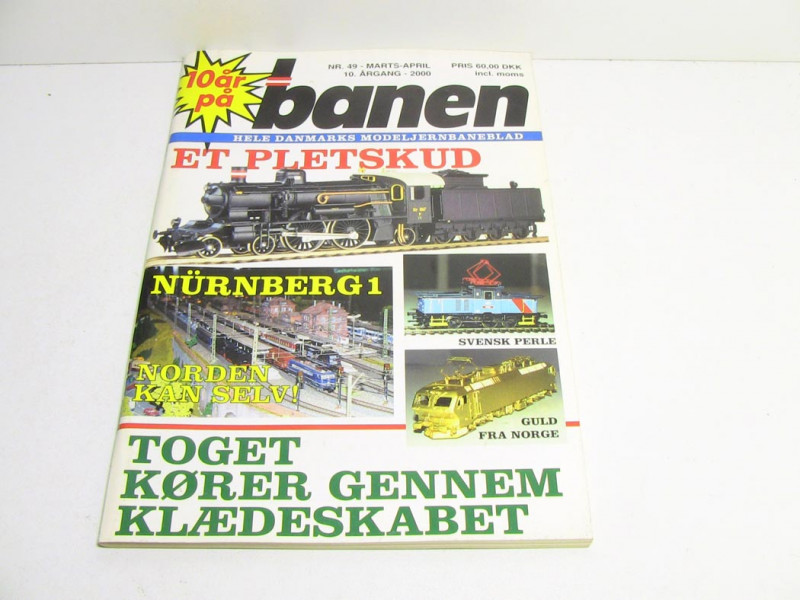 10 år
på
NR. 49 - MARTS-APRIL
10. ÅRGANG - 2000
PRIS 60,00 DKK
incl. moms
banen
HELE DANMARKS MODELJERNBANEBLAD
ET PLETSKUD
NÜRNBERG 1
NORDEN
KAN SELV!
SVENSK PERLE
GULD
FRA NORGE
TOGET
KØRER GENNEM
KLÆDESKABET